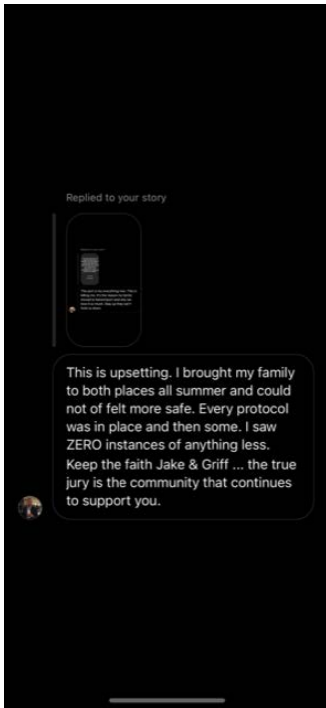 Replied to your story
This is upsetting. I brought my family
to both places all summer and could
not of felt more safe. Every protocol
was in place and then some. I saw
ZERO instances of anything less.
Keep the faith Jake & Griff ... the true
jury is the community that continues
to support you.